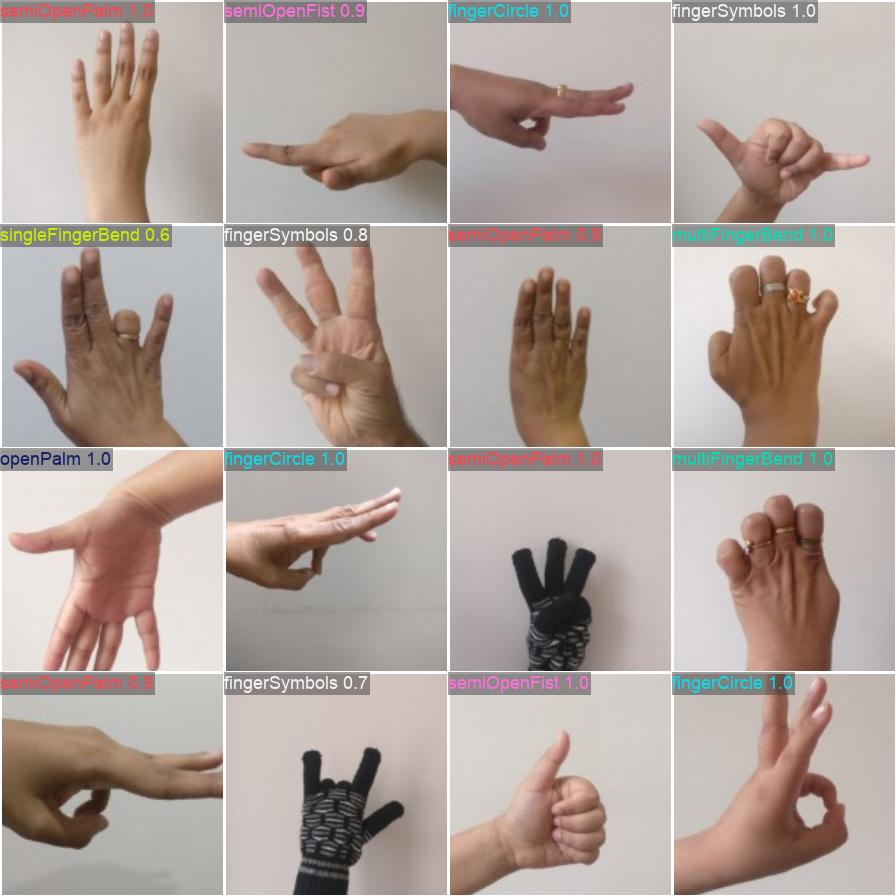 semiOpenPalm 1.0
semiOpenFist 0.9
fingerCircle 1.0
fingerSymbols 1.0
singleFingerBend 0.6
fingerSymbols 0.8
semiOpenPalm 0.9
multiFingerBend 1.0
openPalm 1.0
fingerCircle 1.0
semiOpenPalm 1.0
multiFingerBend 1.0
semiOpenPalm 0.9
fingerSymbols 0.7
semiOpenFist 1.0
fingerCircle 1.0